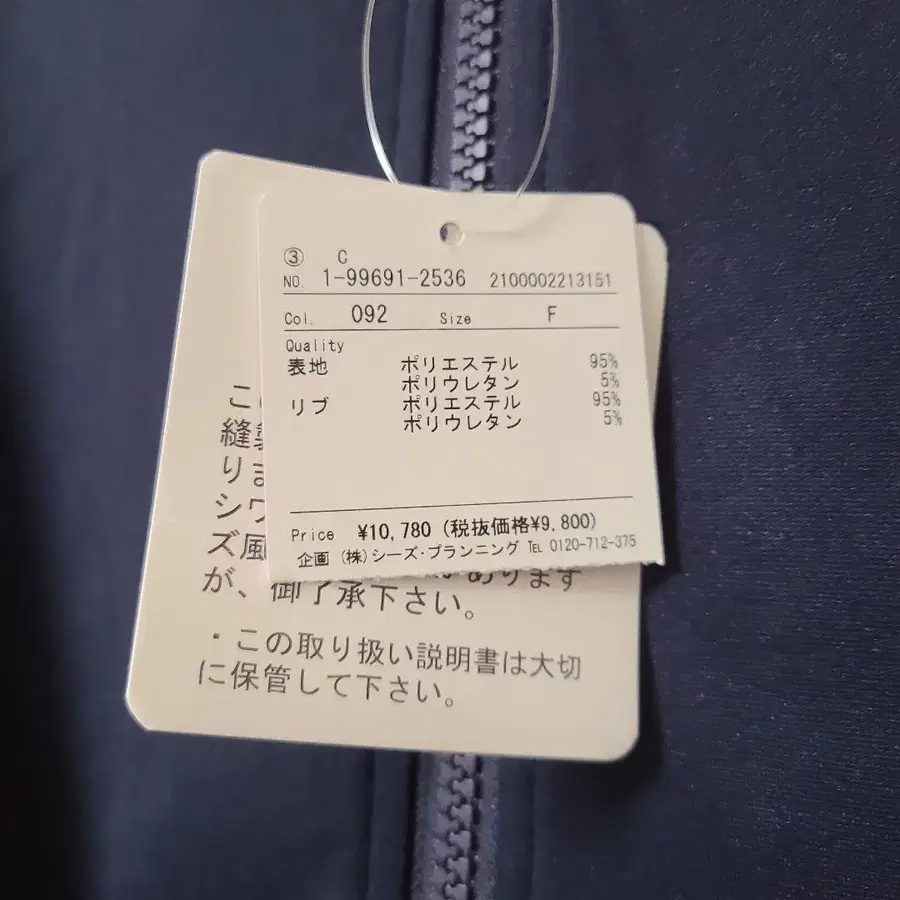 ③ C
NO. 1-99691-2536 2100002213151
Col. 092 Size F
Quality
表地 ポリエステル 95%
ポリウレタン 5%
リブ ポリエステル 95%
ポリウレタン 5%
Price ¥10,780 (税抜価格¥9,800)
企画 (株)シーズ・プランニング TEL 0120-712-375
縫
りま
シワ
ズ風 があります
が、御了承下さい。
・この取り扱い説明書は大切
に保管して下さい。